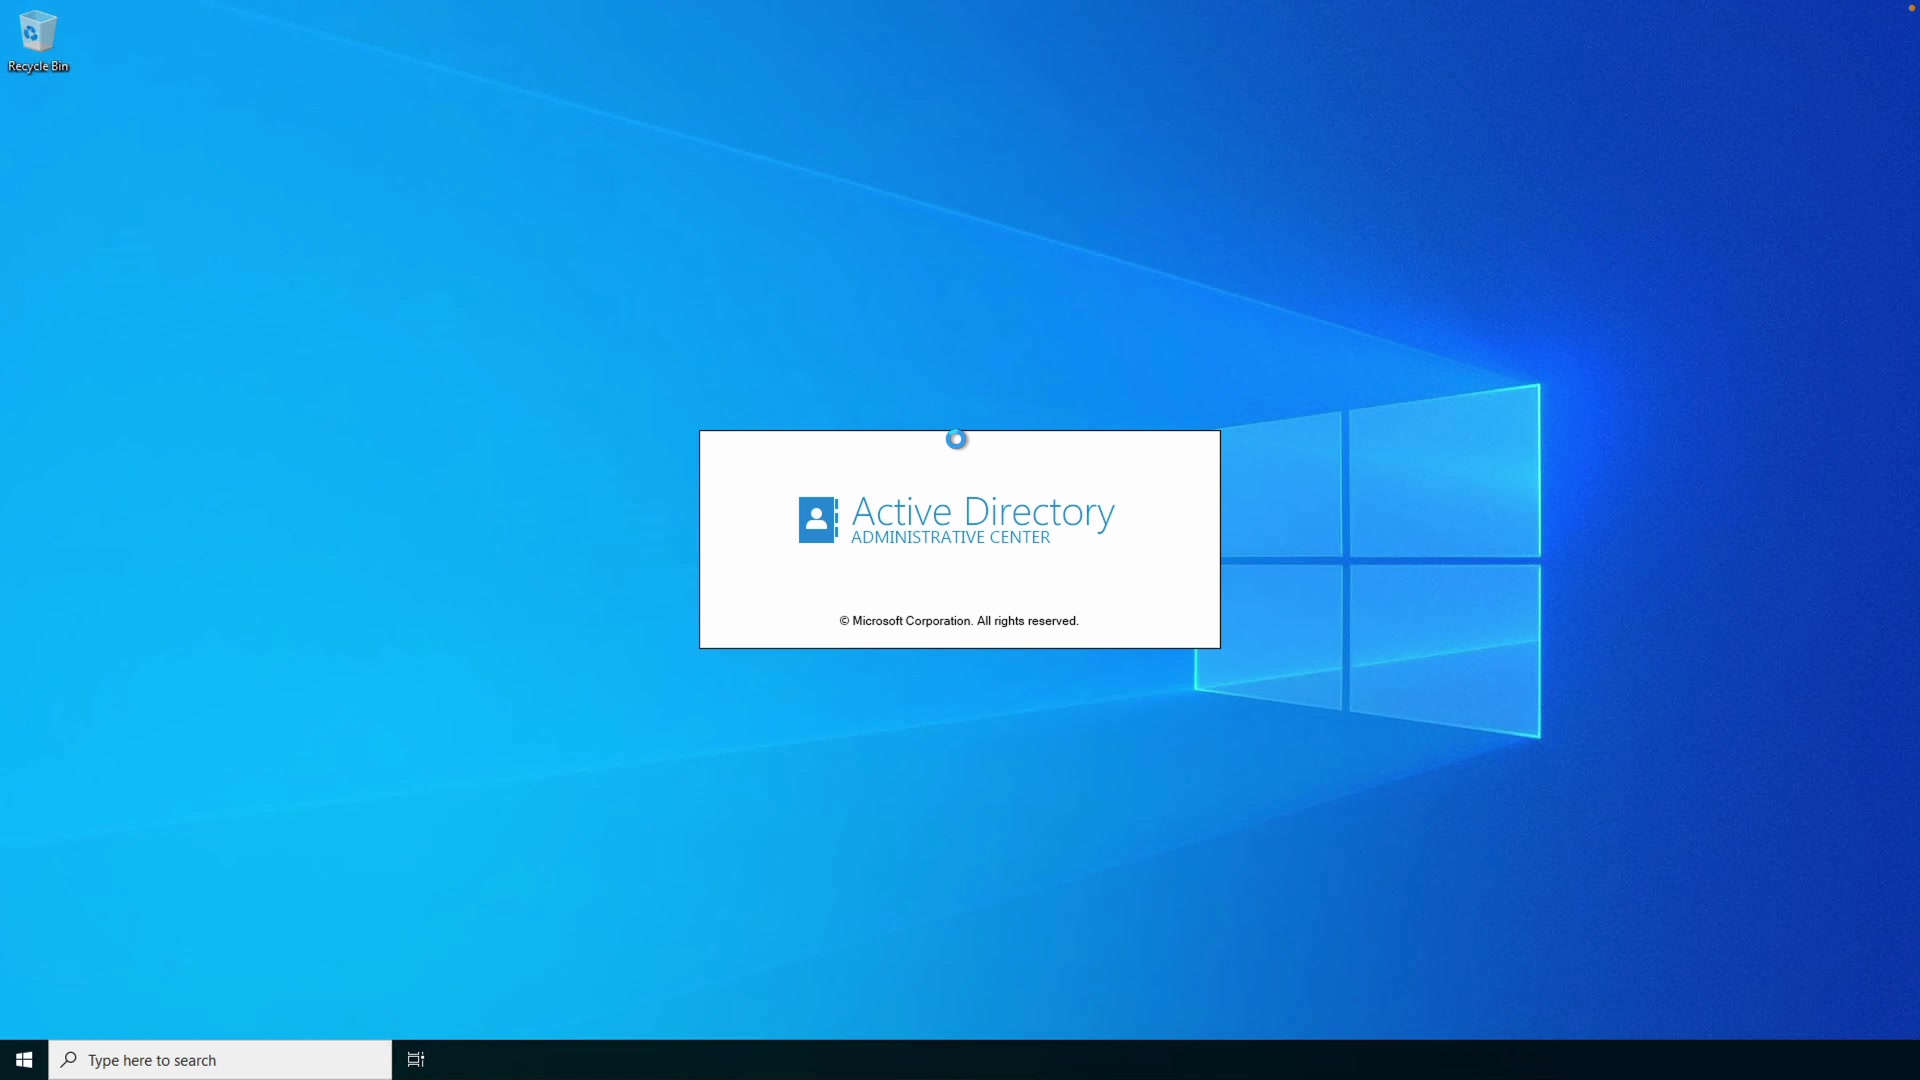 Recycle Bin
Active Directory
ADMINISTRATIVE CENTER
© Microsoft Corporation. All rights reserved.
Type here to search